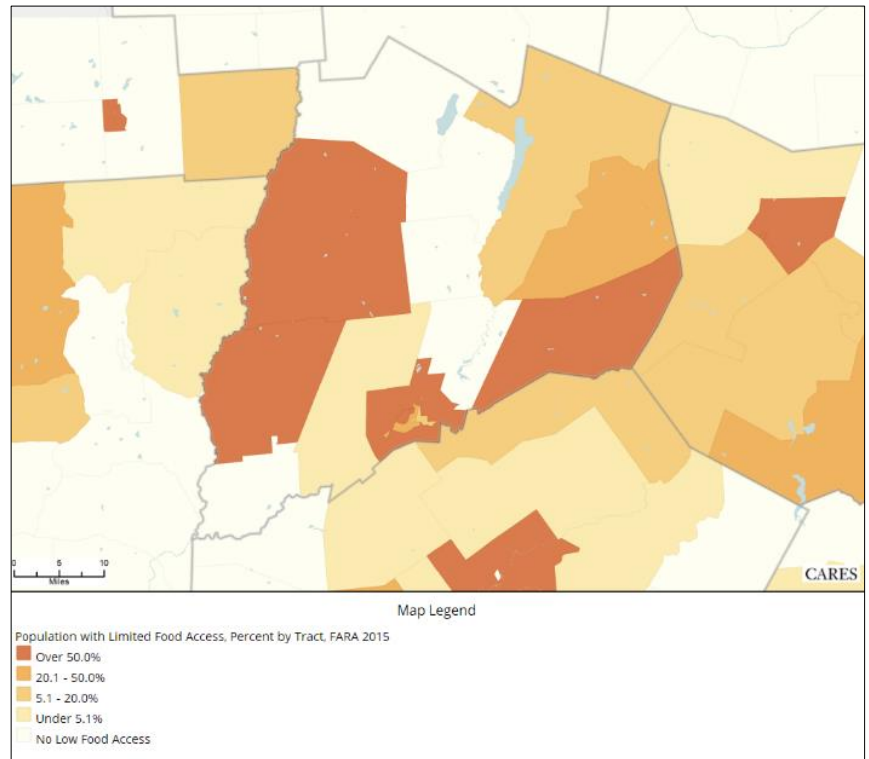 0 5 10
Miles
CARES
Map Legend
Population with Limited Food Access, Percent by Tract, FARA 2015
Over 50.0%
20.1 - 50.0%
5.1 - 20.0%
Under 5.1%
No Low Food Access